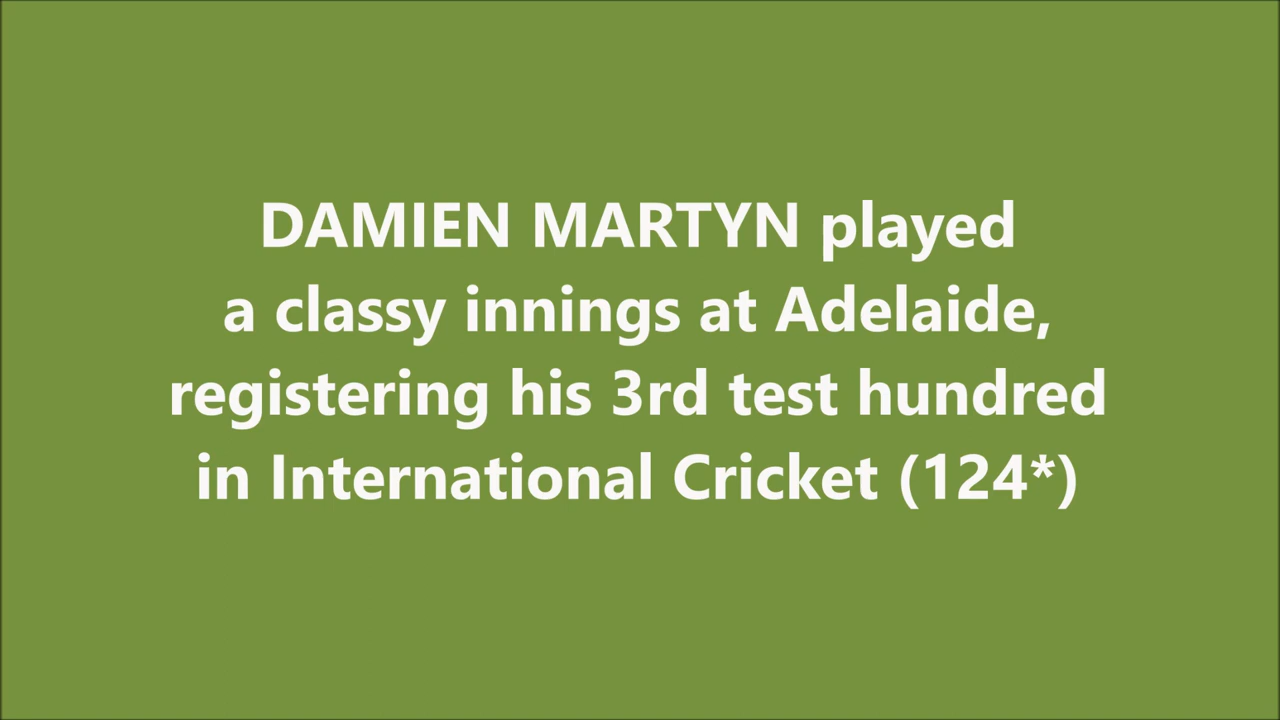 DAMIEN MARTYN played
a classy innings at Adelaide,
registering his 3rd test hundred
in International Cricket (124*)